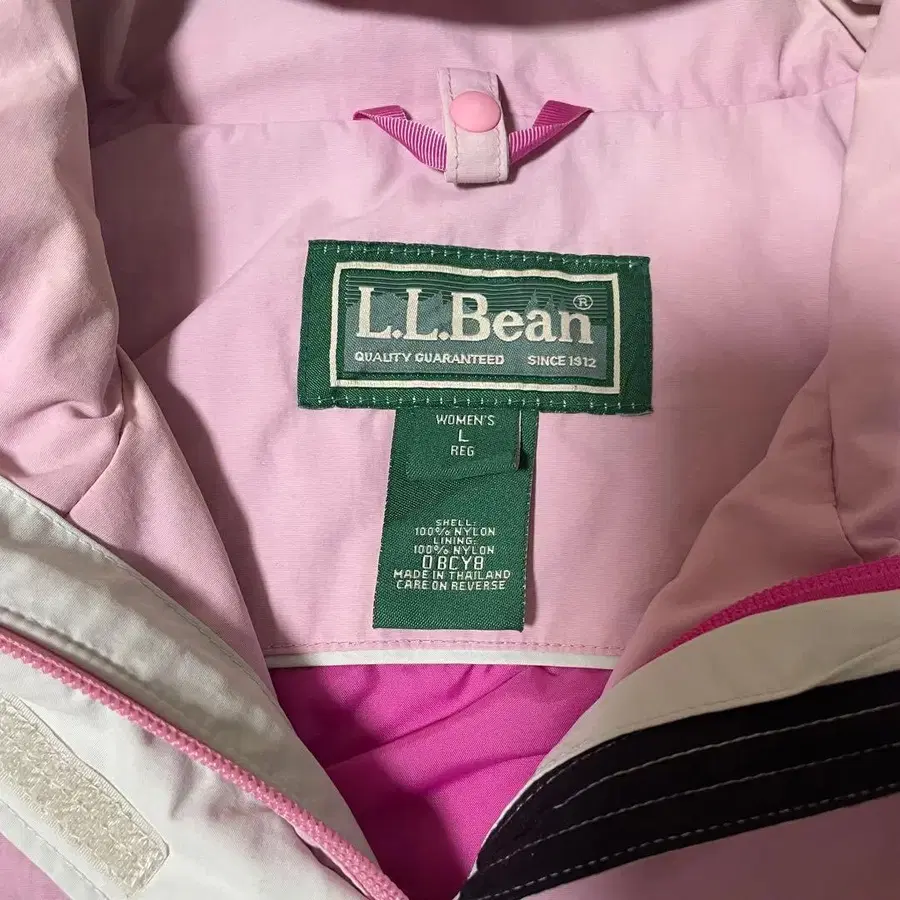 L.L.Bean®
QUALITY GUARANTEED SINCE 1912
WOMEN'S
L
REG
SHELL:
100% NYLON
LINING:
100% NYLON
0BCY8
MADE IN THAILAND
CARE ON REVERSE